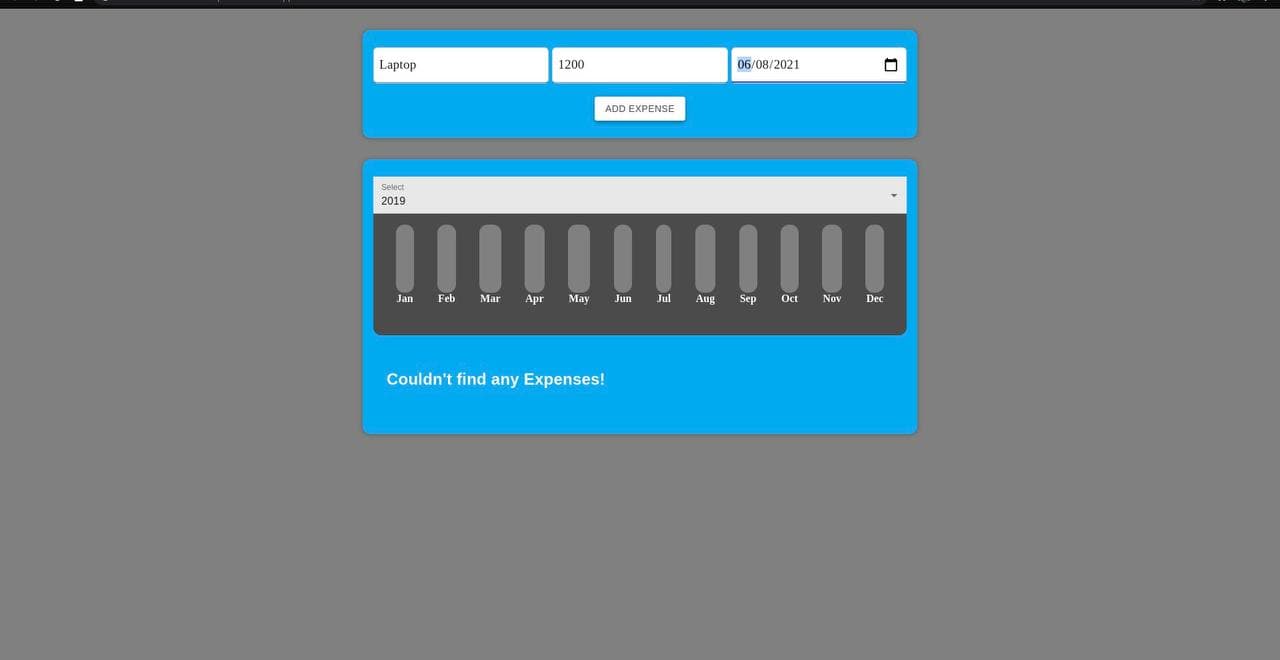 Laptop 1200 06/08/2021
ADD EXPENSE
Select
2019
Jan Feb Mar Apr May Jun Jul Aug Sep Oct Nov Dec
Couldn't find any Expenses!